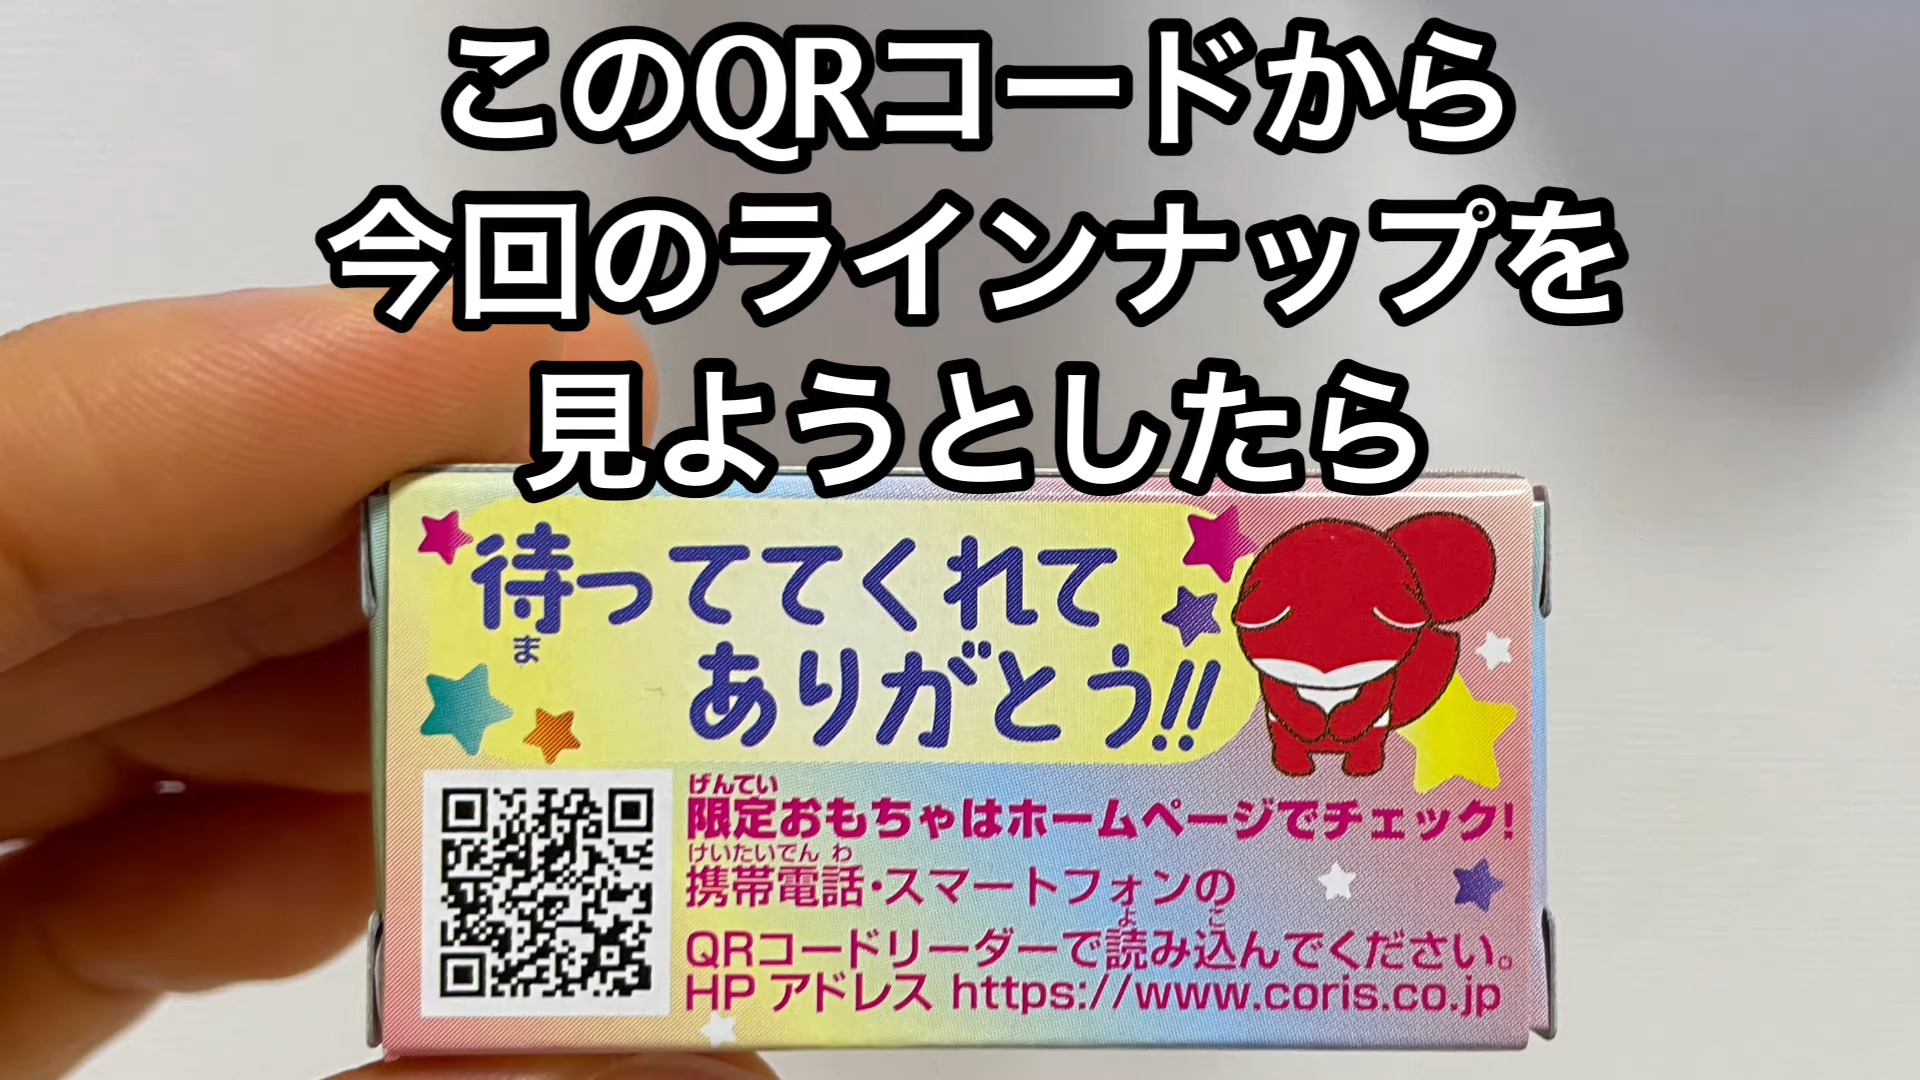 このQRコードから
今回のラインナップを
見ようとしたら
待っててくれて
ま
ありがとう!!
げんてい
限定おもちゃはホームページでチェック!
けいたいでんわ
携帯電話・スマートフォンの
よ こ
QRコードリーダーで読み込んでください。
HP アドレス https://www.coris.co.jp